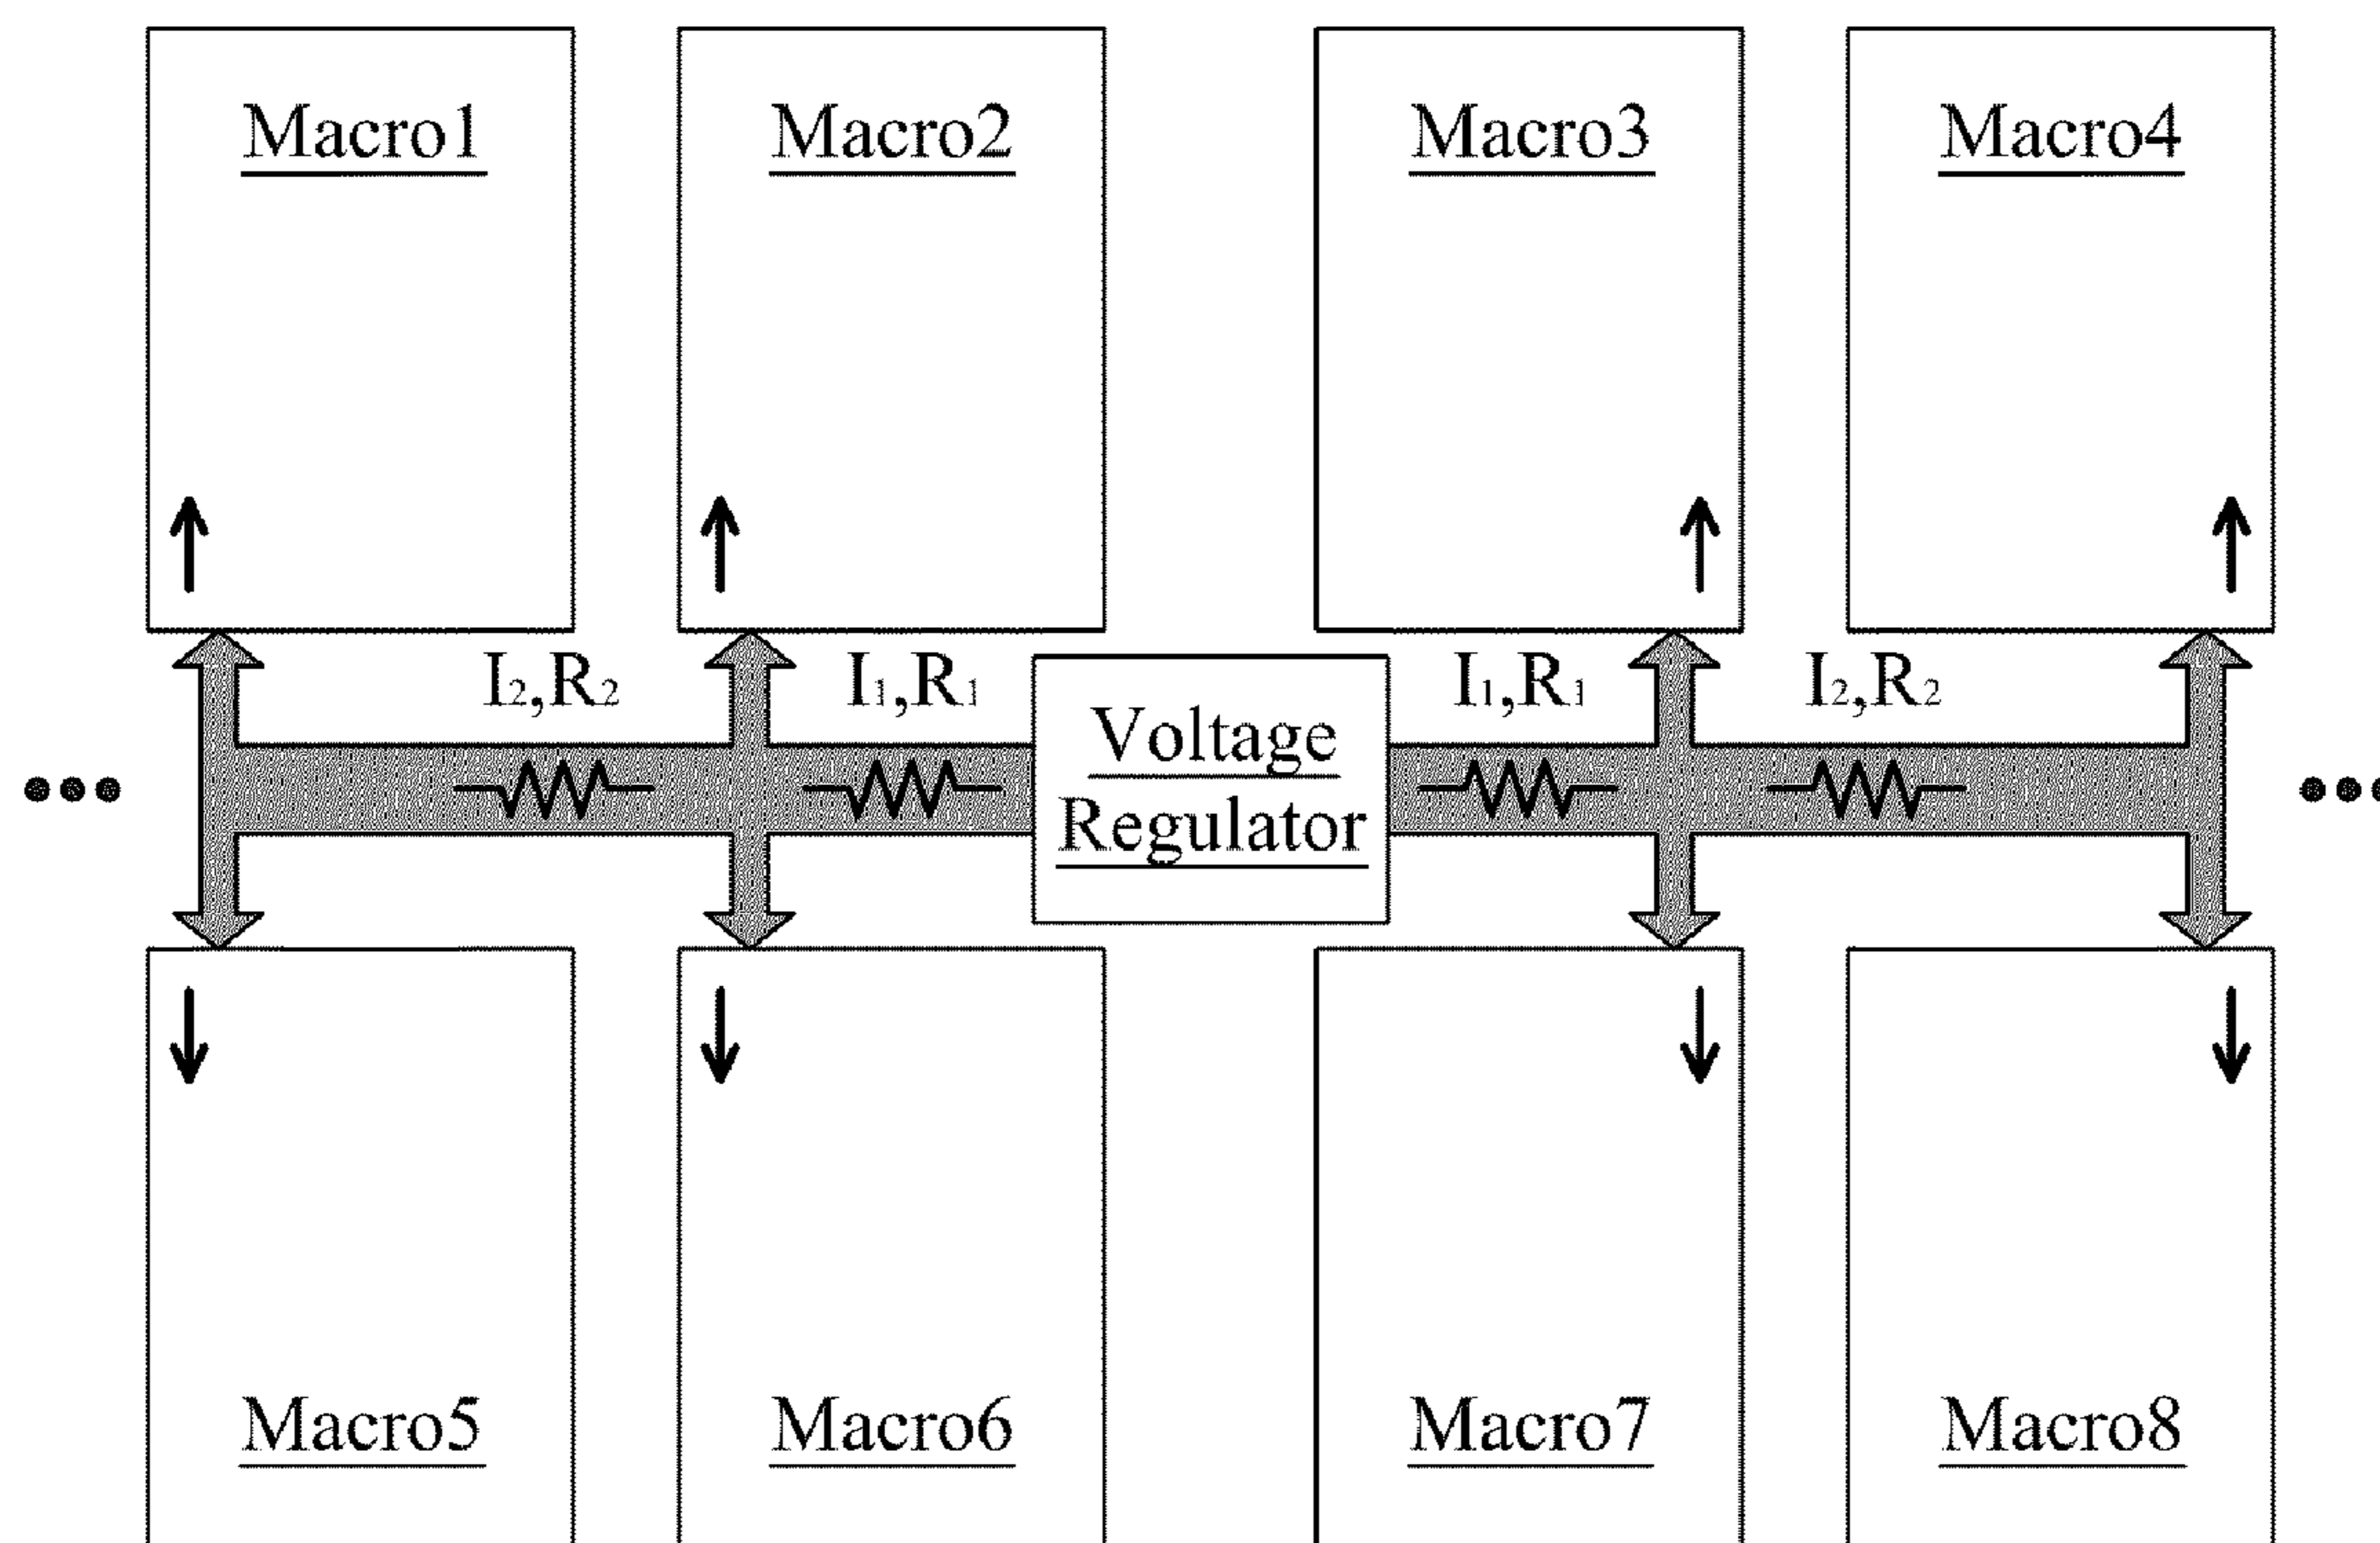 Macro1
Macro2
Macro3
Macro4
I₂,R₂
I₁,R₁
I₁,R₁
I₂,R₂
Voltage
Regulator
Macro5
Macro6
Macro7
Macro8